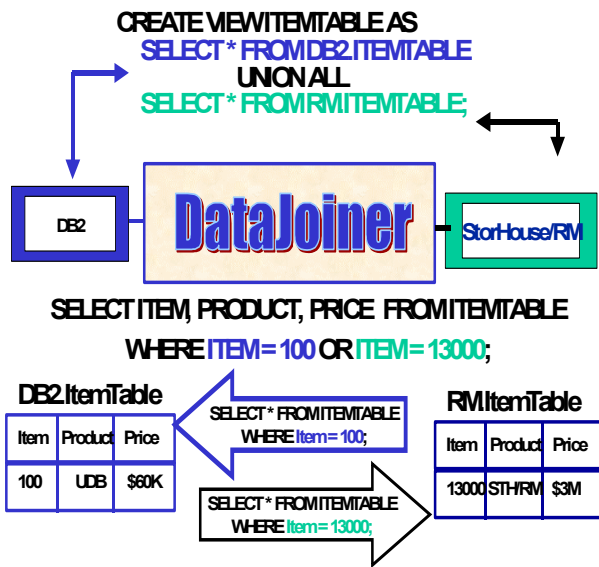 CREATE VIEW ITEMTABLE AS
SELECT * FROM DB2.ITEMTABLE
UNION ALL
SELECT * FROM RM.ITEMTABLE;
DB2
DataJoiner
StorHouse/RM
SELECT ITEM, PRODUCT, PRICE FROM ITEMTABLE
WHERE ITEM = 100 OR ITEM = 13000;
DB2.ItemTable
Item Product Price
100 UDB $60K
SELECT * FROM ITEMTABLE
WHERE Item = 100;
RM.ItemTable
Item Product Price
13000 STH/RM $3M
SELECT * FROM ITEMTABLE
WHERE Item = 13000;